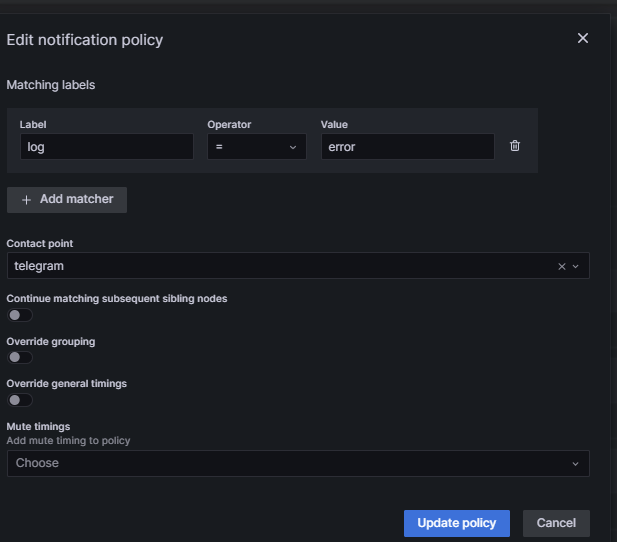 Edit notification policy
Matching labels
Label Operator Value
log = error
Add matcher
Contact point
telegram
Continue matching subsequent sibling nodes
Override grouping
Override general timings
Mute timings
Add mute timing to policy
Choose
Update policy Cancel